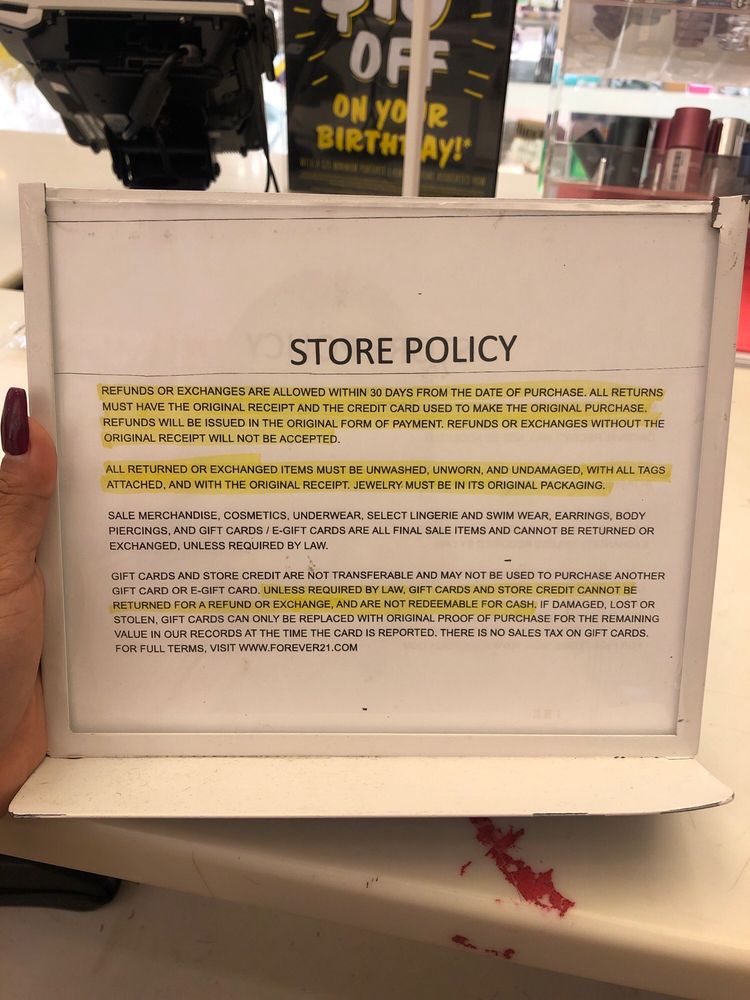 $10
OFF
ON YOUR
BIRTHDAY!*
STORE POLICY
REFUNDS OR EXCHANGES ARE ALLOWED WITHIN 30 DAYS FROM THE DATE OF PURCHASE. ALL RETURNS
MUST HAVE THE ORIGINAL RECEIPT AND THE CREDIT CARD USED TO MAKE THE ORIGINAL PURCHASE.
REFUNDS WILL BE ISSUED IN THE ORIGINAL FORM OF PAYMENT. REFUNDS OR EXCHANGES WITHOUT THE
ORIGINAL RECEIPT WILL NOT BE ACCEPTED.
ALL RETURNED OR EXCHANGED ITEMS MUST BE UNWASHED, UNWORN, AND UNDAMAGED, WITH ALL TAGS
ATTACHED, AND WITH THE ORIGINAL RECEIPT. JEWELRY MUST BE IN ITS ORIGINAL PACKAGING.
SALE MERCHANDISE, COSMETICS, UNDERWEAR, SELECT LINGERIE AND SWIM WEAR, EARRINGS, BODY
PIERCINGS, AND GIFT CARDS / E-GIFT CARDS ARE ALL FINAL SALE ITEMS AND CANNOT BE RETURNED OR
EXCHANGED, UNLESS REQUIRED BY LAW.
GIFT CARDS AND STORE CREDIT ARE NOT TRANSFERABLE AND MAY NOT BE USED TO PURCHASE ANOTHER
GIFT CARD OR E-GIFT CARD. UNLESS REQUIRED BY LAW, GIFT CARDS AND STORE CREDIT CANNOT BE
RETURNED FOR A REFUND OR EXCHANGE, AND ARE NOT REDEEMABLE FOR CASH. IF DAMAGED, LOST OR
STOLEN, GIFT CARDS CAN ONLY BE REPLACED WITH ORIGINAL PROOF OF PURCHASE FOR THE REMAINING
VALUE IN OUR RECORDS AT THE TIME THE CARD IS REPORTED. THERE IS NO SALES TAX ON GIFT CARDS.
FOR FULL TERMS, VISIT WWW.FOREVER21.COM